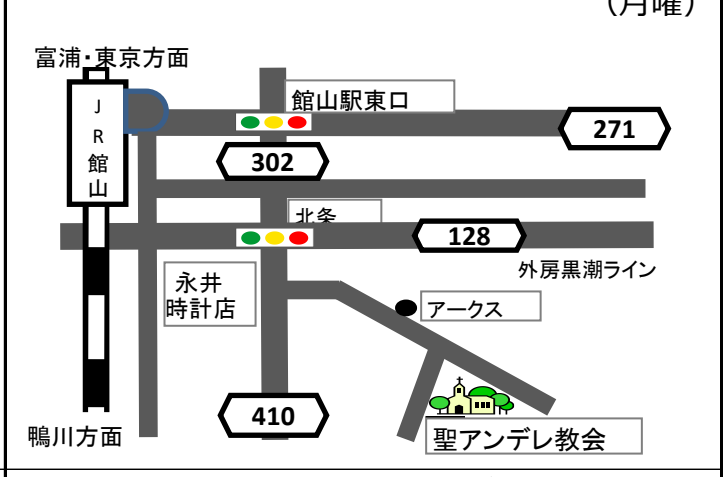 （月曜）
富浦・東京方面
JR館山
館山駅東口
271
302
北条
128
外房黒潮ライン
永井
時計店
アークス
410
鴨川方面
聖アンデレ教会